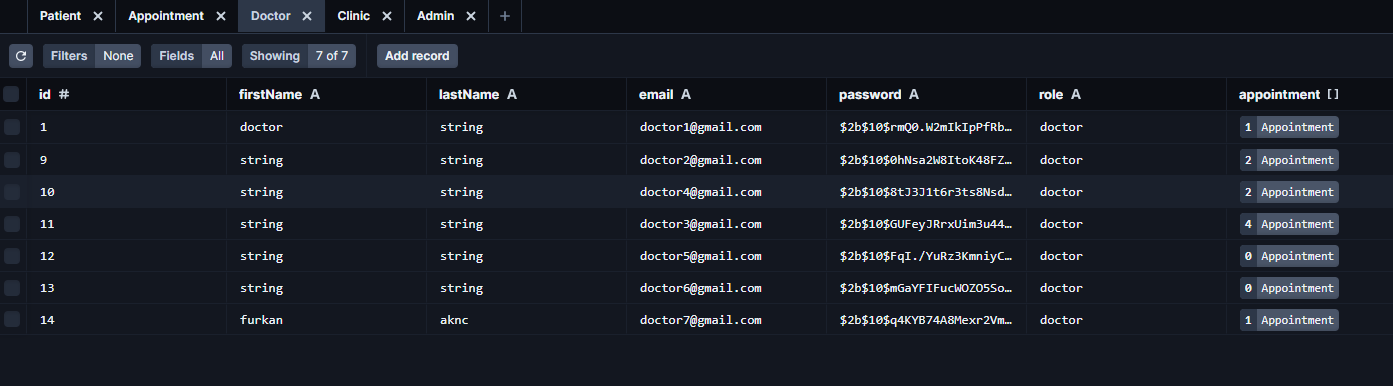 Patient Appointment Doctor Clinic Admin
Filters None Fields All Showing 7 of 7 Add record
id # firstName A lastName A email A password A role A appointment []
1 doctor string doctor1@gmail.com $2b$10$rmQ0.W2mIkIpPfRb… doctor 1 Appointment
9 string string doctor2@gmail.com $2b$10$0hNsa2W8ItoK48FZ… doctor 2 Appointment
10 string string doctor4@gmail.com $2b$10$8tJ3J1t6r3ts8Nsd… doctor 2 Appointment
11 string string doctor3@gmail.com $2b$10$GUFeyJRrxUim3u44… doctor 4 Appointment
12 string string doctor5@gmail.com $2b$10$FqI./YuRz3KmniyC… doctor 0 Appointment
13 string string doctor6@gmail.com $2b$10$mGaYFIFucWOZO5So… doctor 0 Appointment
14 furkan aknc doctor7@gmail.com $2b$10$q4KYB74A8Mexr2Vm… doctor 1 Appointment